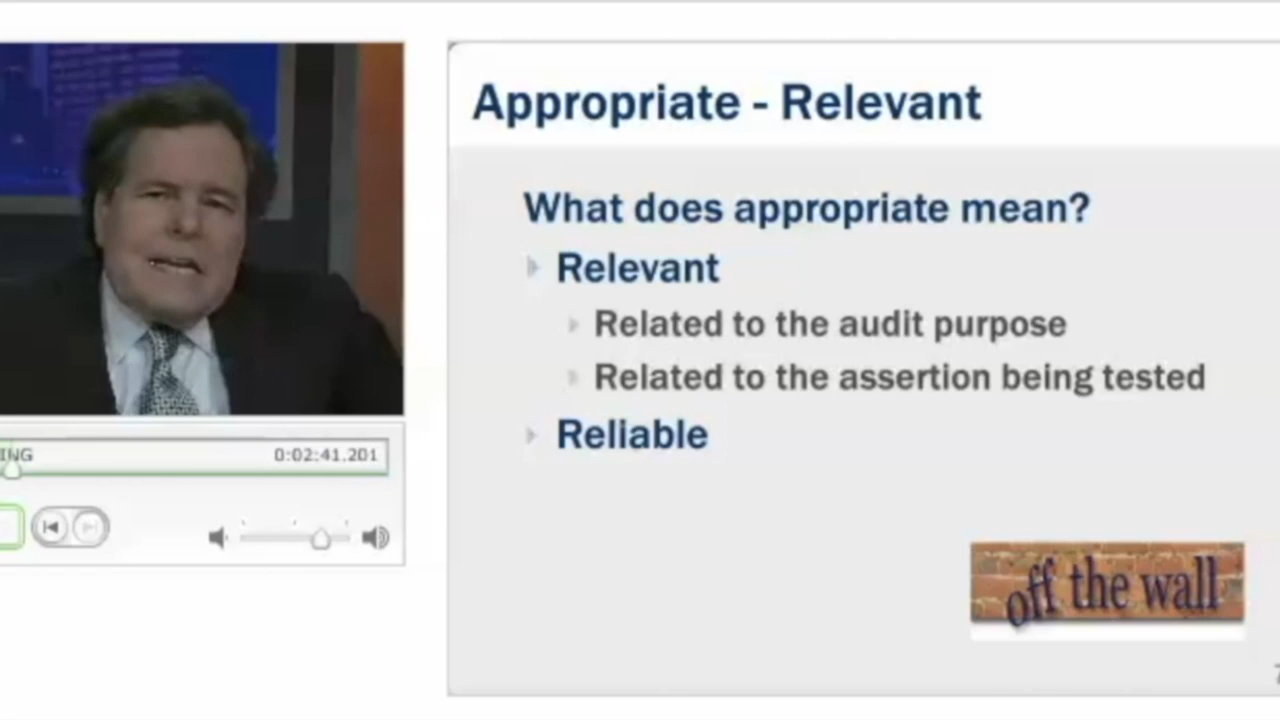 Appropriate - Relevant
What does appropriate mean?
Relevant
Related to the audit purpose
Related to the assertion being tested
Reliable
ING
0:02:41.201
off the wall
7